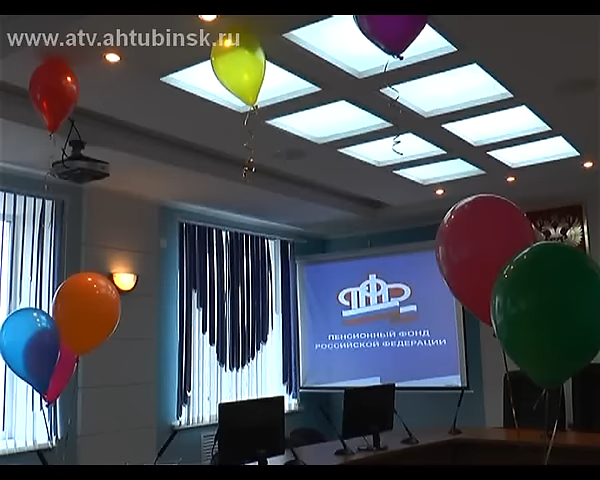 www.atv.ahtubinsk.ru
ПФР
ПЕНСИОННЫЙ ФОНД
РОССИЙСКОЙ ФЕДЕРАЦИИ